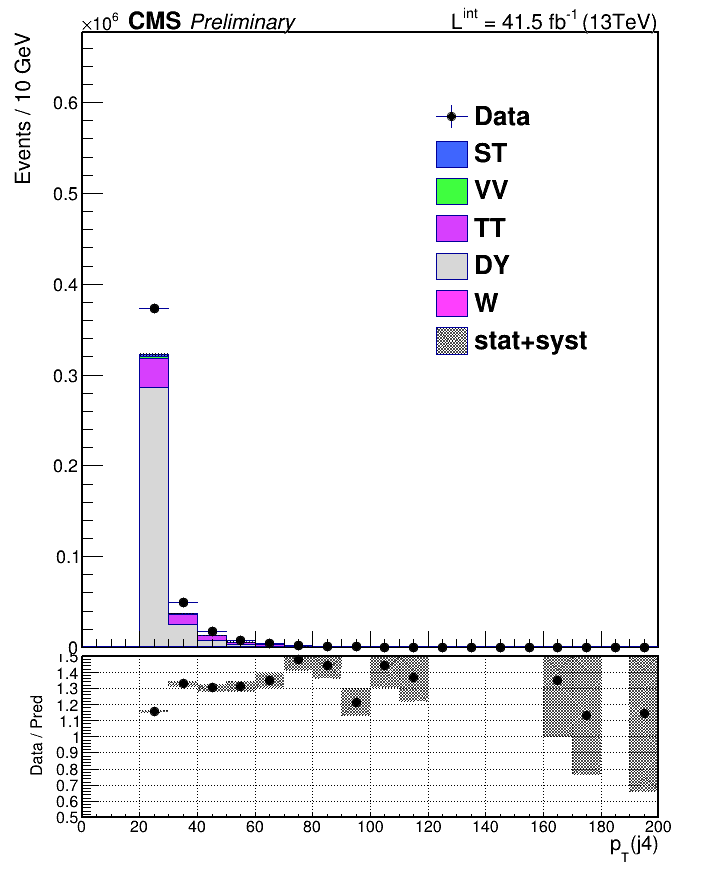 ×10^6 CMS Preliminary L^int = 41.5 fb^-1 (13TeV)
Events / 10 GeV
0.6
0.5
0.4
0.3
0.2
0.1
0
Data
ST
VV
TT
DY
W
stat+syst
Data / Pred
1.5
1.4
1.3
1.2
1.1
1
0.9
0.8
0.7
0.6
0.5
0 20 40 60 80 100 120 140 160 180 200
p_T(j4)